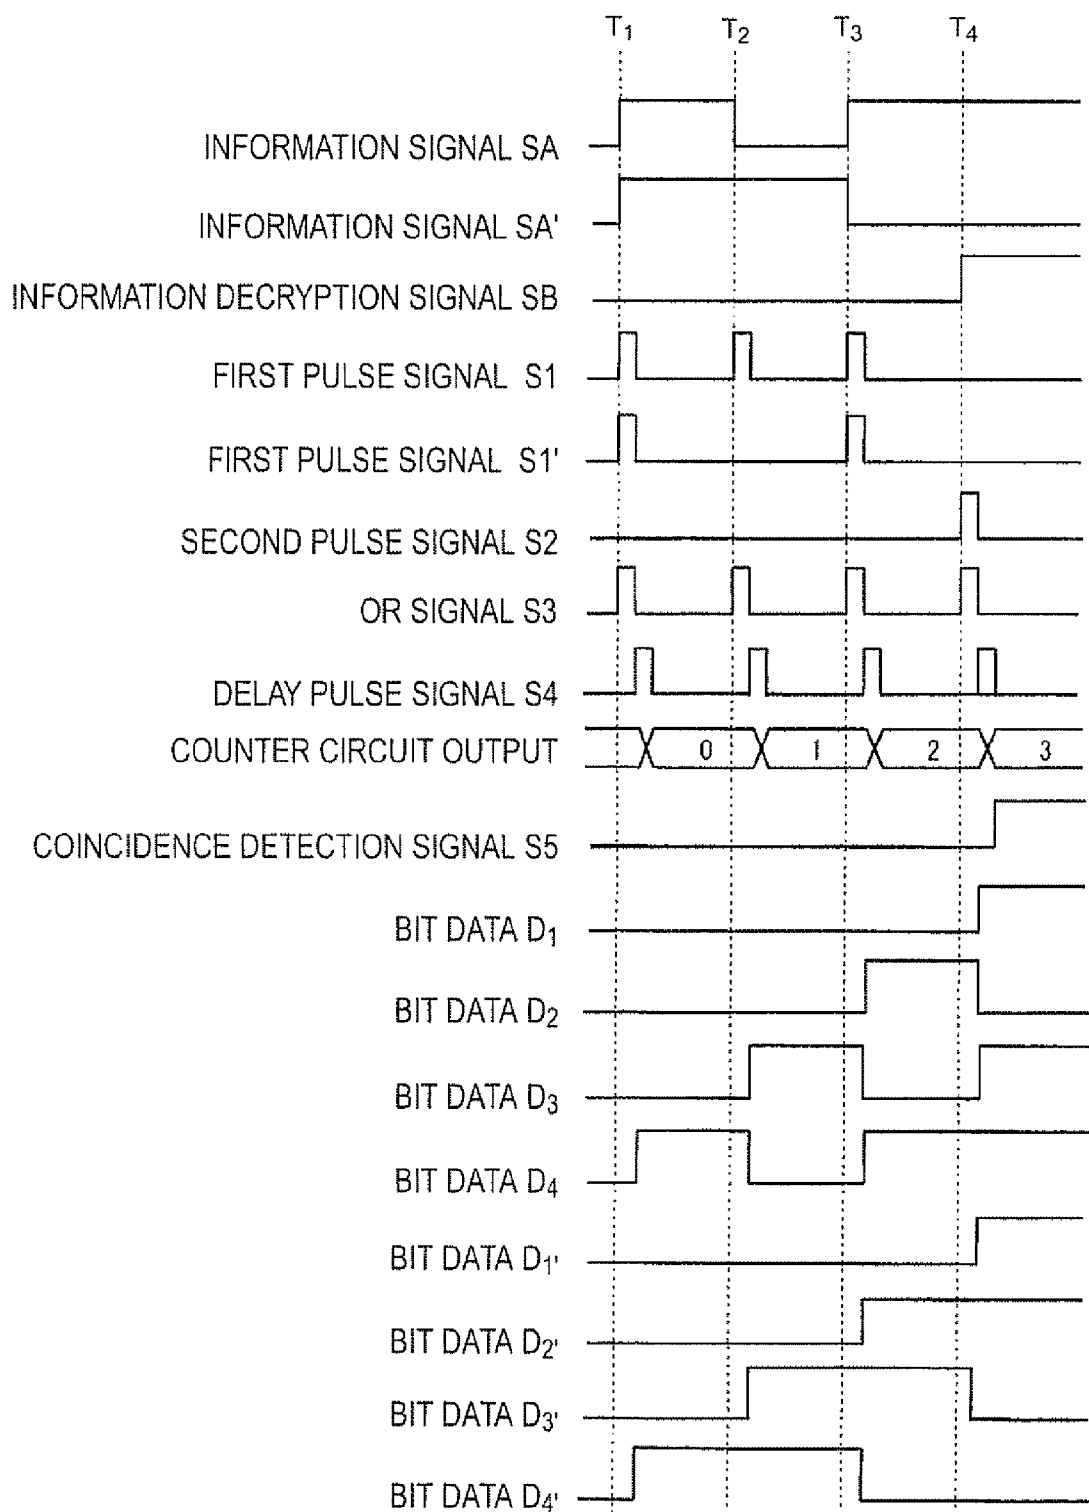 T1 T2 T3 T4
INFORMATION SIGNAL SA
INFORMATION SIGNAL SA'
INFORMATION DECRYPTION SIGNAL SB
FIRST PULSE SIGNAL S1
FIRST PULSE SIGNAL S1'
SECOND PULSE SIGNAL S2
OR SIGNAL S3
DELAY PULSE SIGNAL S4
COUNTER CIRCUIT OUTPUT 0 1 2 3
COINCIDENCE DETECTION SIGNAL S5
BIT DATA D1
BIT DATA D2
BIT DATA D3
BIT DATA D4
BIT DATA D1'
BIT DATA D2'
BIT DATA D3'
BIT DATA D4'